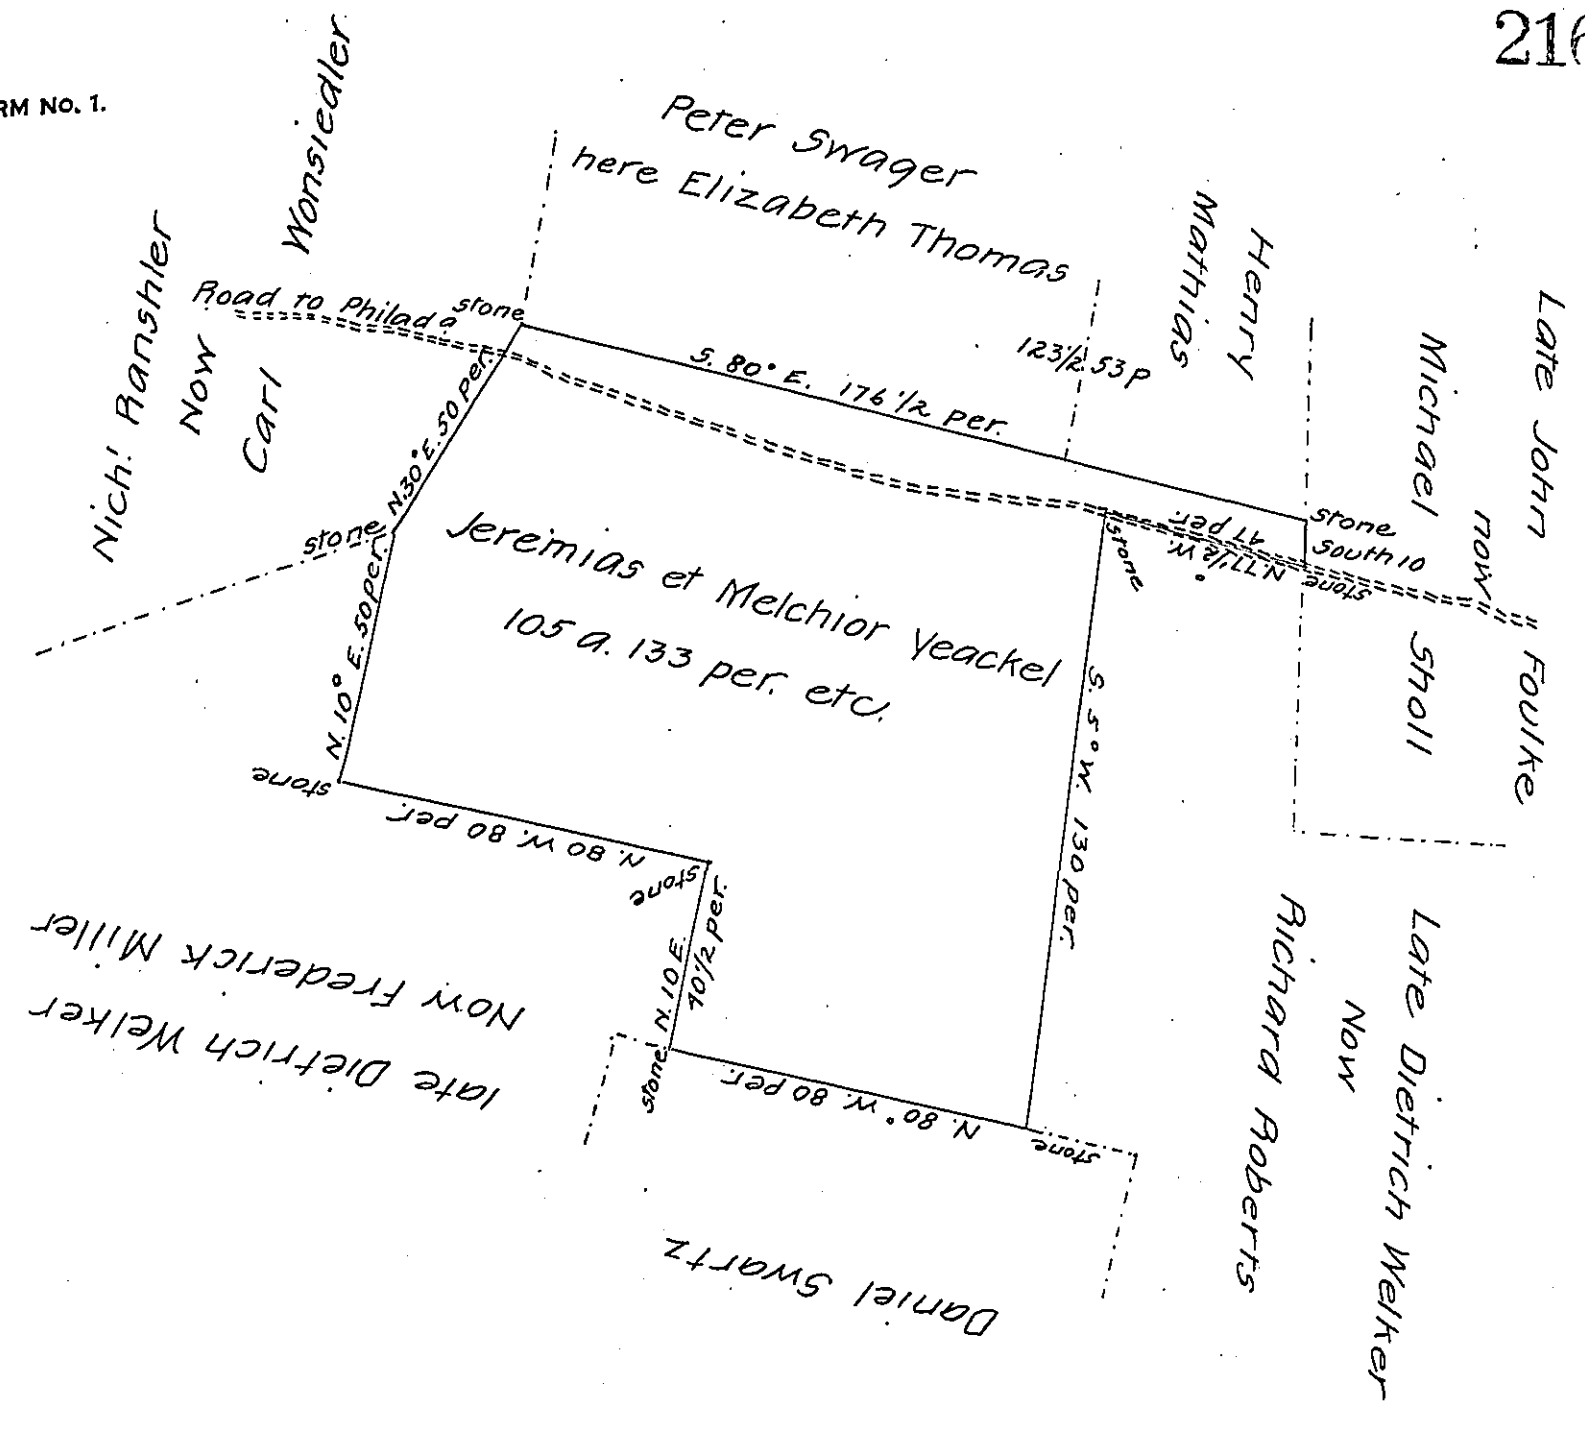 RM No. 1.
Nich! Ranshler
Now
Carl
Wonsiedler
Peter Swager
here Elizabeth Thomas
Henry
Matthias
Late John
now
Foulke
Michael
Sholl
Road to Philada
stone
S. 80° E. 176 1/2 per.
123 1/2 53 P
stone
South 10
stone
N. 77 1/2° W.
47 per.
stone
N. 30° E. 50 per.
stone
N. 10° E. 50 per.
stone
Jeremias et Melchior Yeackel
105 a. 133 per. etc.
S. 5° W. 130 per.
N. 80 W. 80 per.
stone
N. 10 E.
40 1/2 per.
stone
N. 80° W. 80 per.
stone
late Dietrich Welker
Now Frederick Miller
Daniel Swartz
Late Dietrich Welker
Now
Richard Roberts